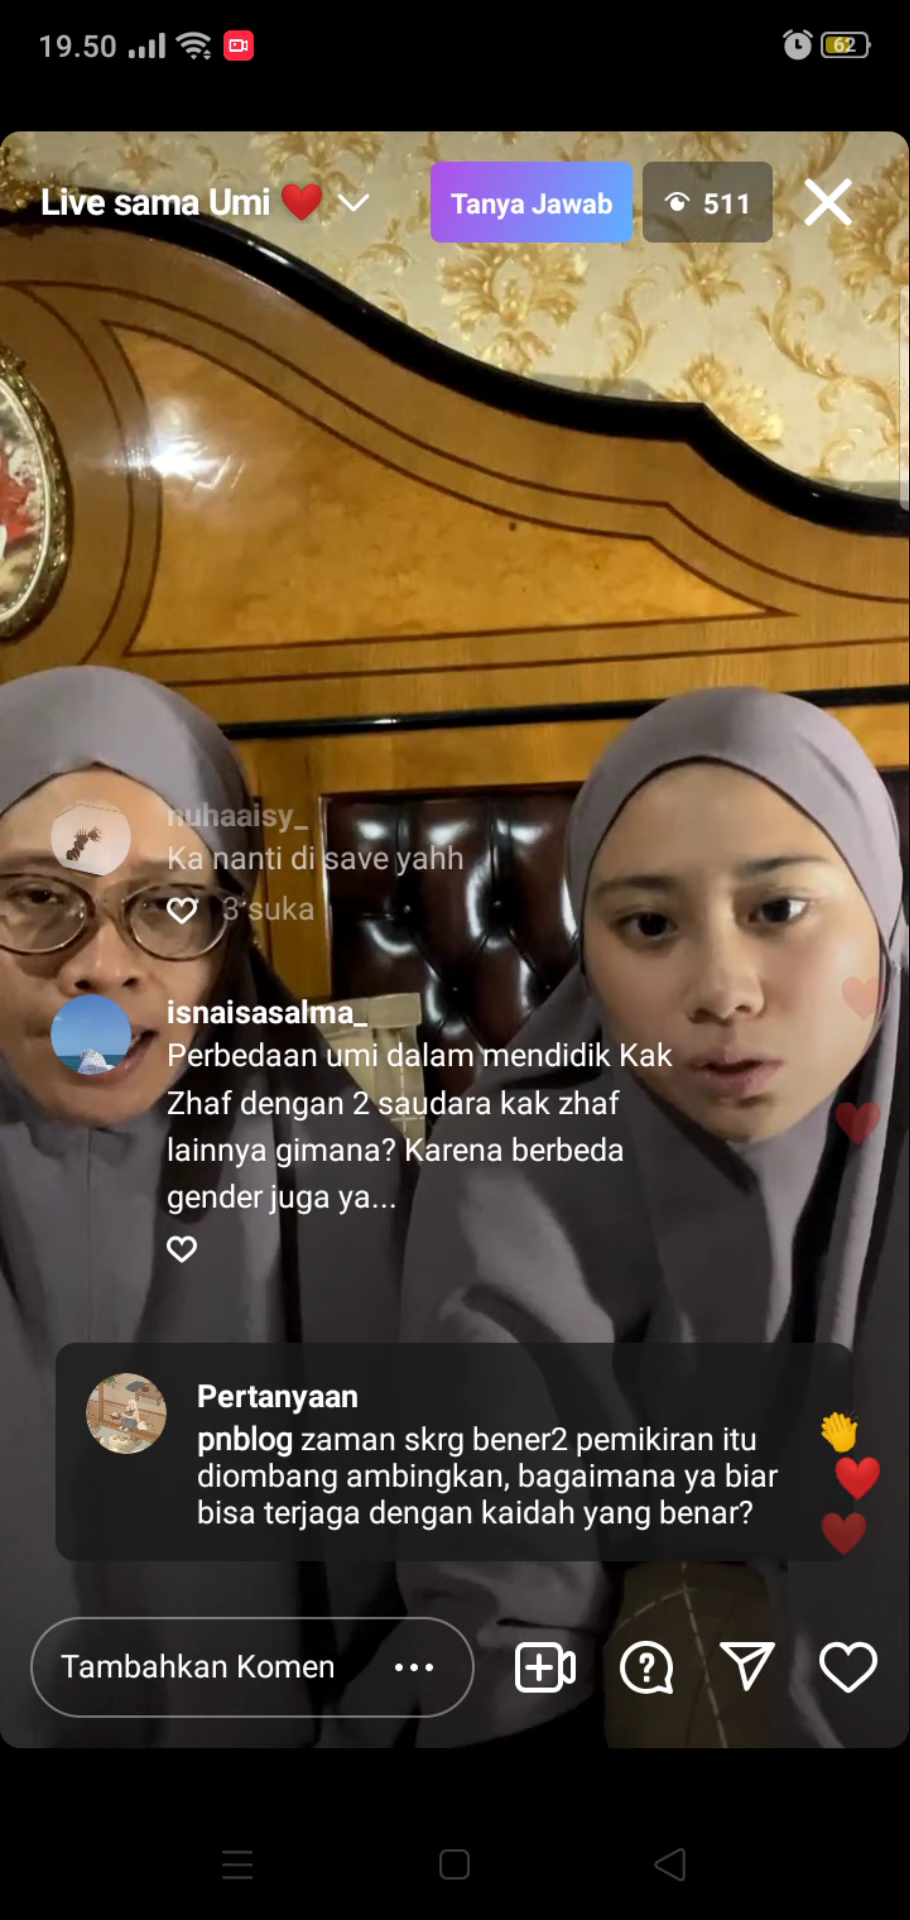 19.50
62
Live sama Umi ❤️
Tanya Jawab
511
nuhaaisy_
Ka nanti di save yahh
3 suka
isnaisasalma_
Perbedaan umi dalam mendidik Kak
Zhaf dengan 2 saudara kak zhaf
lainnya gimana? Karena berbeda
gender juga ya...
Pertanyaan
pnblog zaman skrg bener2 pemikiran itu
diombang ambingkan, bagaimana ya biar
bisa terjaga dengan kaidah yang benar?
Tambahkan Komen